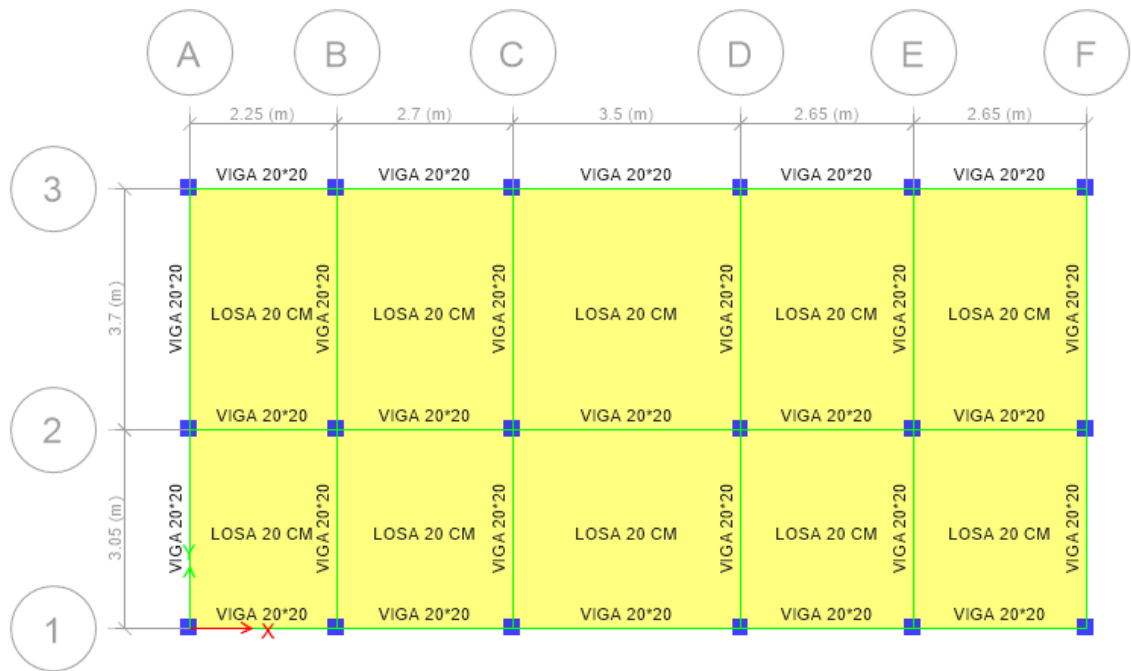 A B C D E F
2.25 (m) 2.7 (m) 3.5 (m) 2.65 (m) 2.65 (m)
VIGA 20*20 VIGA 20*20 VIGA 20*20 VIGA 20*20 VIGA 20*20
3
3.7 (m)
VIGA 20*20 VIGA 20*20 VIGA 20*20 VIGA 20*20 VIGA 20*20 VIGA 20*20
LOSA 20 CM LOSA 20 CM LOSA 20 CM LOSA 20 CM LOSA 20 CM
VIGA 20*20 VIGA 20*20 VIGA 20*20 VIGA 20*20 VIGA 20*20
2
3.05 (m)
VIGA 20*20 VIGA 20*20 VIGA 20*20 VIGA 20*20 VIGA 20*20 VIGA 20*20
LOSA 20 CM LOSA 20 CM LOSA 20 CM LOSA 20 CM LOSA 20 CM
Y
VIGA 20*20 VIGA 20*20 VIGA 20*20 VIGA 20*20 VIGA 20*20
1
X